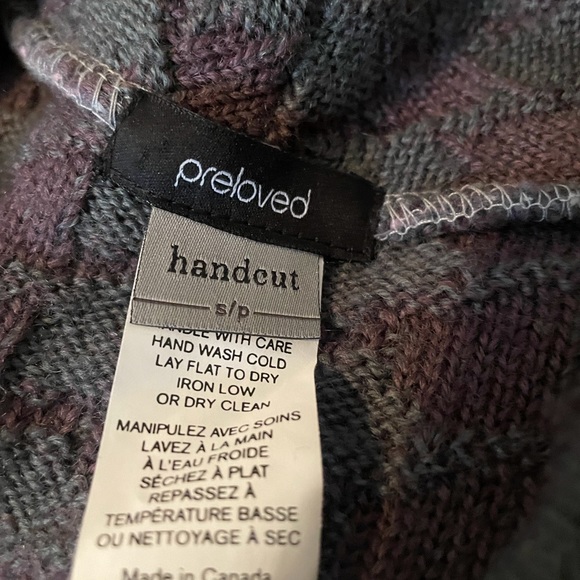 preloved
handcut
s/p
HANDLE WITH CARE
HAND WASH COLD
LAY FLAT TO DRY
IRON LOW
OR DRY CLEAN
MANIPULEZ AVEC SOINS
LAVEZ À LA MAIN
À L'EAU FROIDE
SÉCHEZ À PLAT
REPASSEZ À
TEMPÉRATURE BASSE
OU NETTOYAGE À SEC
Made in Canada